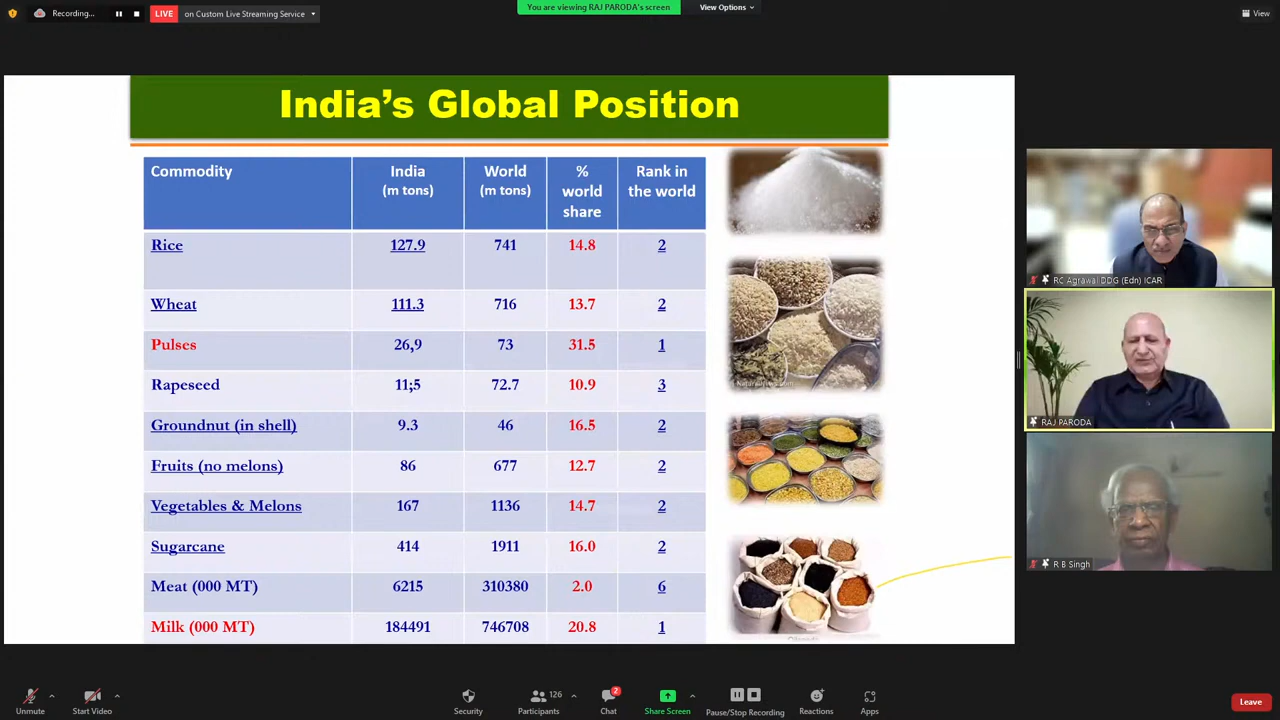 Recording...
LIVE on Custom Live Streaming Service
You are viewing RAJ PARODA's screen
View Options
View
India's Global Position
Commodity India (m tons) World (m tons) % world share Rank in the world
Rice 127.9 741 14.8 2
Wheat 111.3 716 13.7 2
Pulses 26,9 73 31.5 1
Rapeseed 11;5 72.7 10.9 3
Groundnut (in shell) 9.3 46 16.5 2
Fruits (no melons) 86 677 12.7 2
Vegetables & Melons 167 1136 14.7 2
Sugarcane 414 1911 16.0 2
Meat (000 MT) 6215 310380 2.0 6
Milk (000 MT) 184491 746708 20.8 1
RC Agrawal DDG (Edn) ICAR
RAJ PARODA
R B Singh
Unmute
Start Video
Security
126
Participants
2
Chat
Share Screen
Pause/Stop Recording
Reactions
Apps
Leave